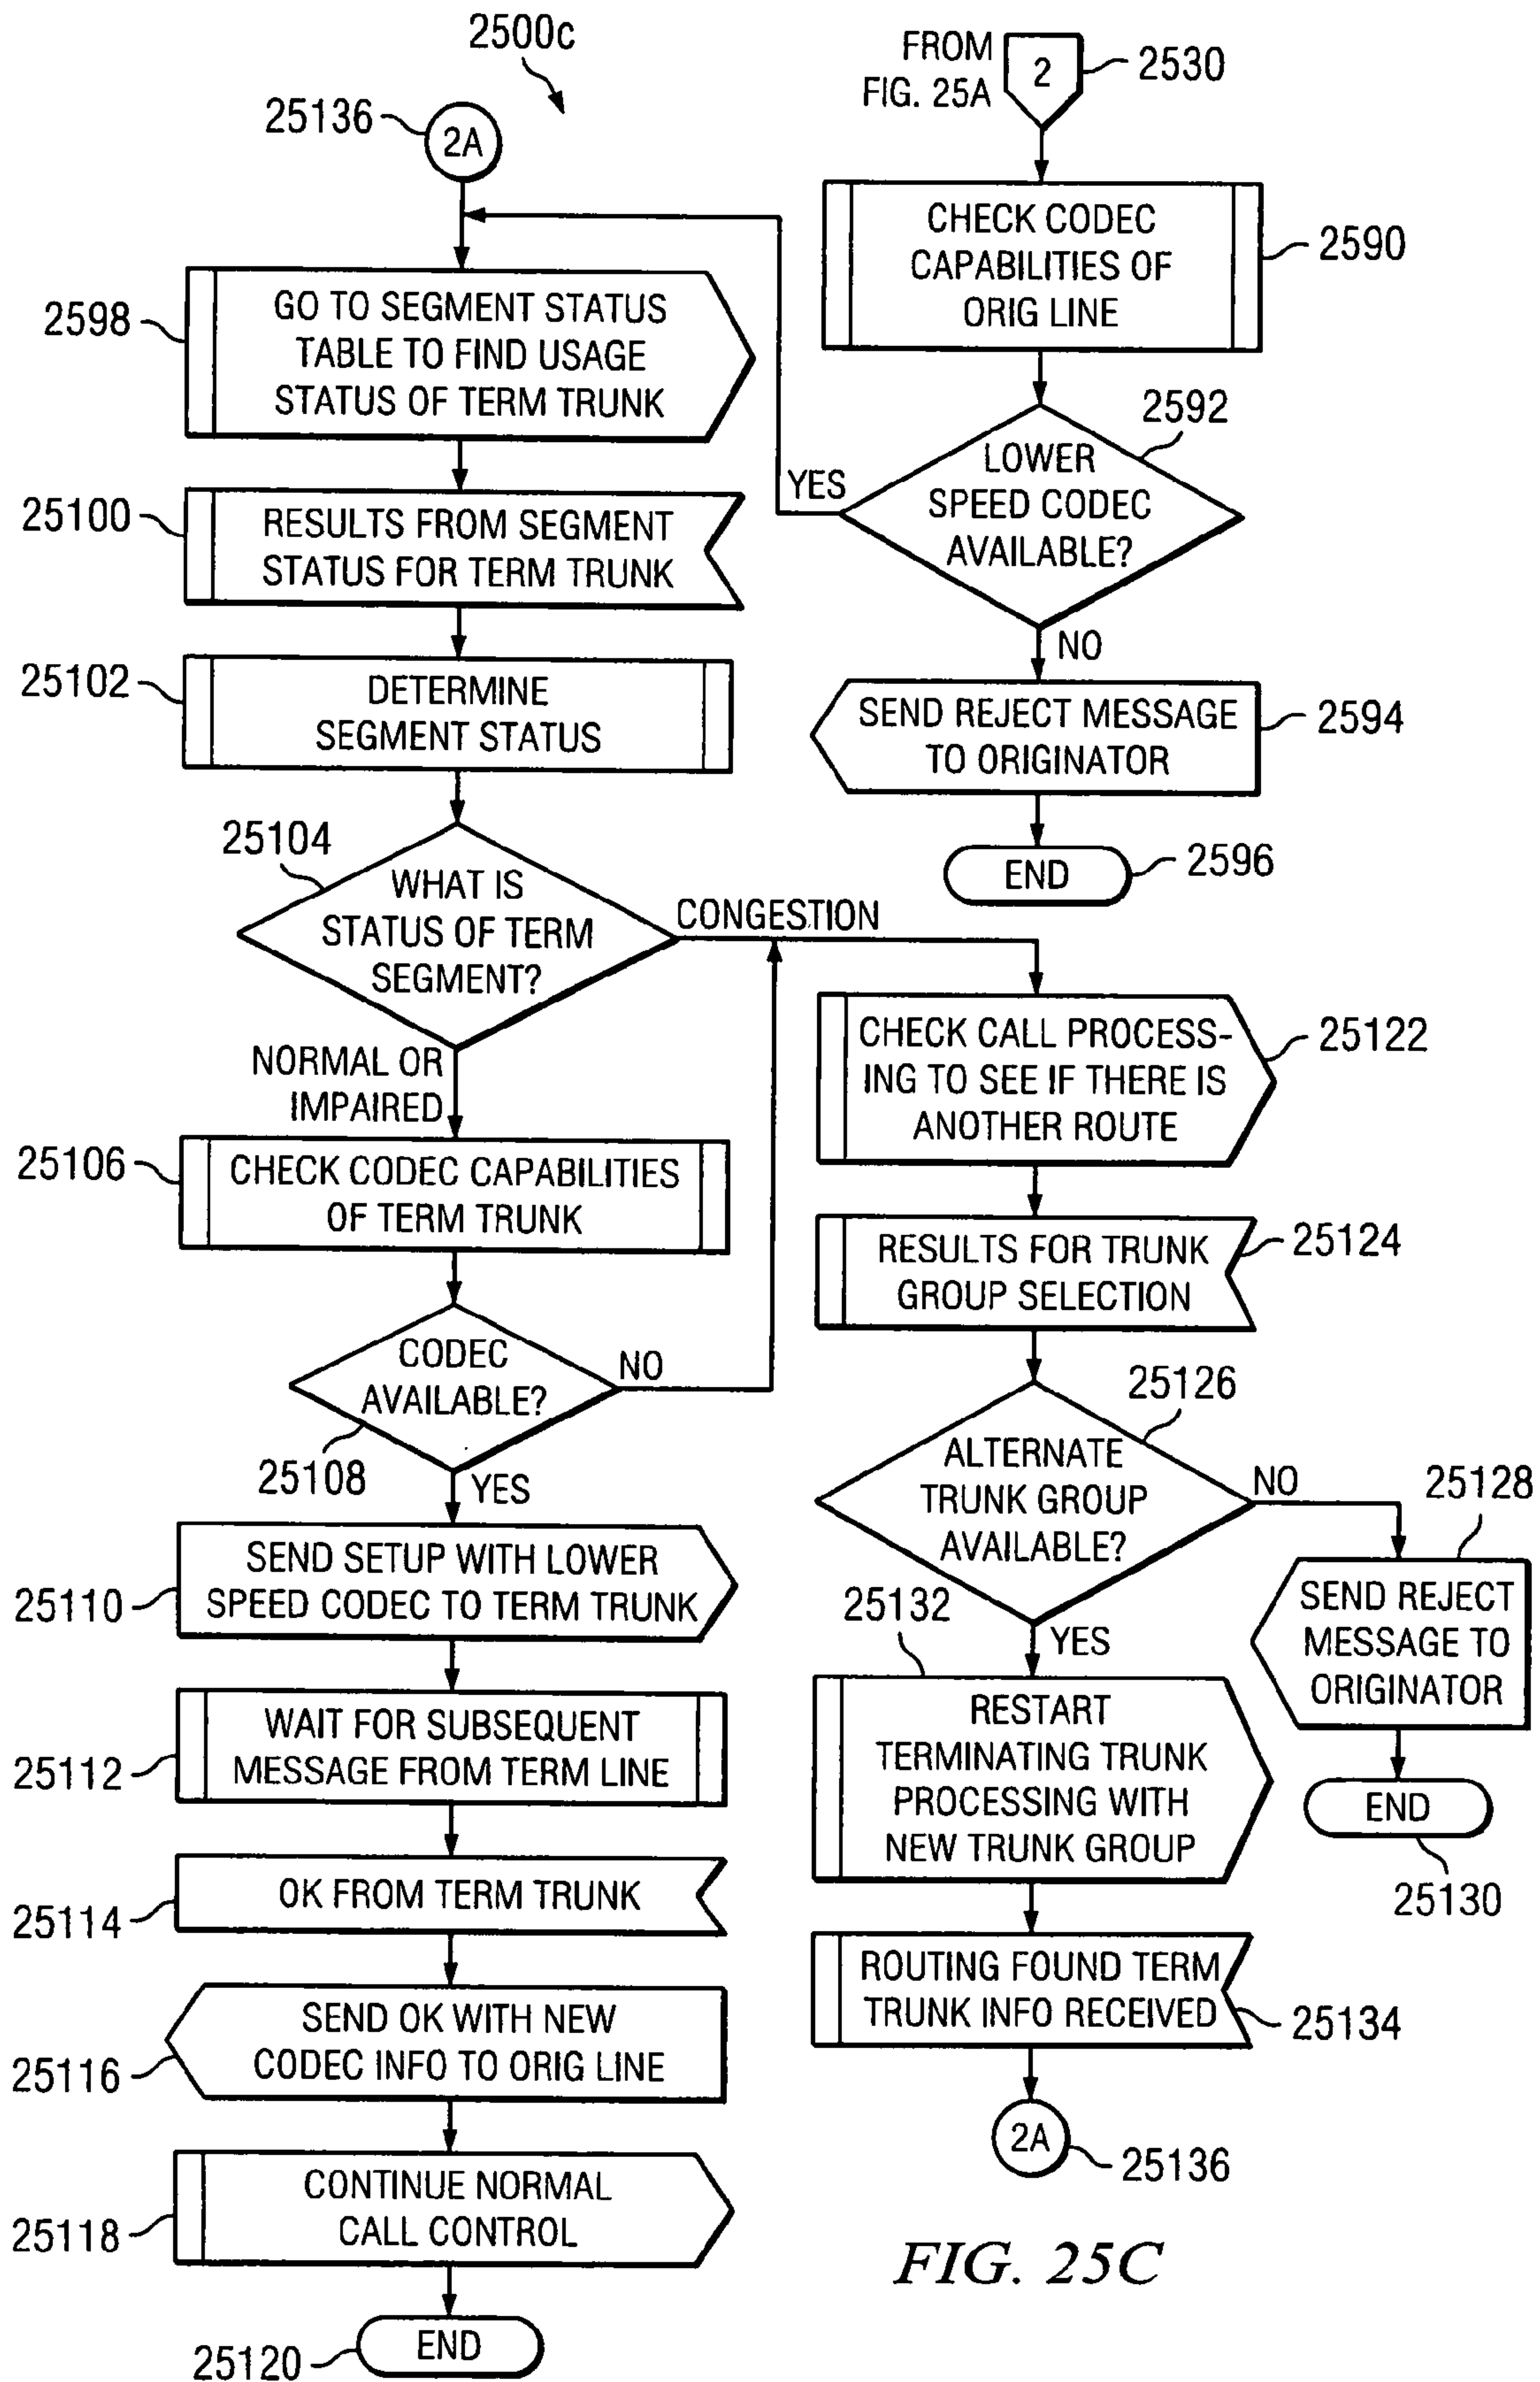 2500c
25136
2A
2598
GO TO SEGMENT STATUS
TABLE TO FIND USAGE
STATUS OF TERM TRUNK
25100
RESULTS FROM SEGMENT
STATUS FOR TERM TRUNK
25102
DETERMINE
SEGMENT STATUS
25104
WHAT IS
STATUS OF TERM
SEGMENT?
CONGESTION
NORMAL OR
IMPAIRED
25106
CHECK CODEC CAPABILITIES
OF TERM TRUNK
CODEC
AVAILABLE?
NO
25108
YES
25110
SEND SETUP WITH LOWER
SPEED CODEC TO TERM TRUNK
25112
WAIT FOR SUBSEQUENT
MESSAGE FROM TERM LINE
25114
OK FROM TERM TRUNK
25116
SEND OK WITH NEW
CODEC INFO TO ORIG LINE
25118
CONTINUE NORMAL
CALL CONTROL
25120
END
FROM
FIG. 25A
2
2530
CHECK CODEC
CAPABILITIES OF
ORIG LINE
2590
2592
LOWER
SPEED CODEC
AVAILABLE?
YES
NO
SEND REJECT MESSAGE
TO ORIGINATOR
2594
END
2596
CHECK CALL PROCESS-
ING TO SEE IF THERE IS
ANOTHER ROUTE
25122
RESULTS FOR TRUNK
GROUP SELECTION
25124
25126
ALTERNATE
TRUNK GROUP
AVAILABLE?
NO
25128
SEND REJECT
MESSAGE TO
ORIGINATOR
END
25130
YES
25132
RESTART
TERMINATING TRUNK
PROCESSING WITH
NEW TRUNK GROUP
ROUTING FOUND TERM
TRUNK INFO RECEIVED
25134
2A
25136
FIG. 25C